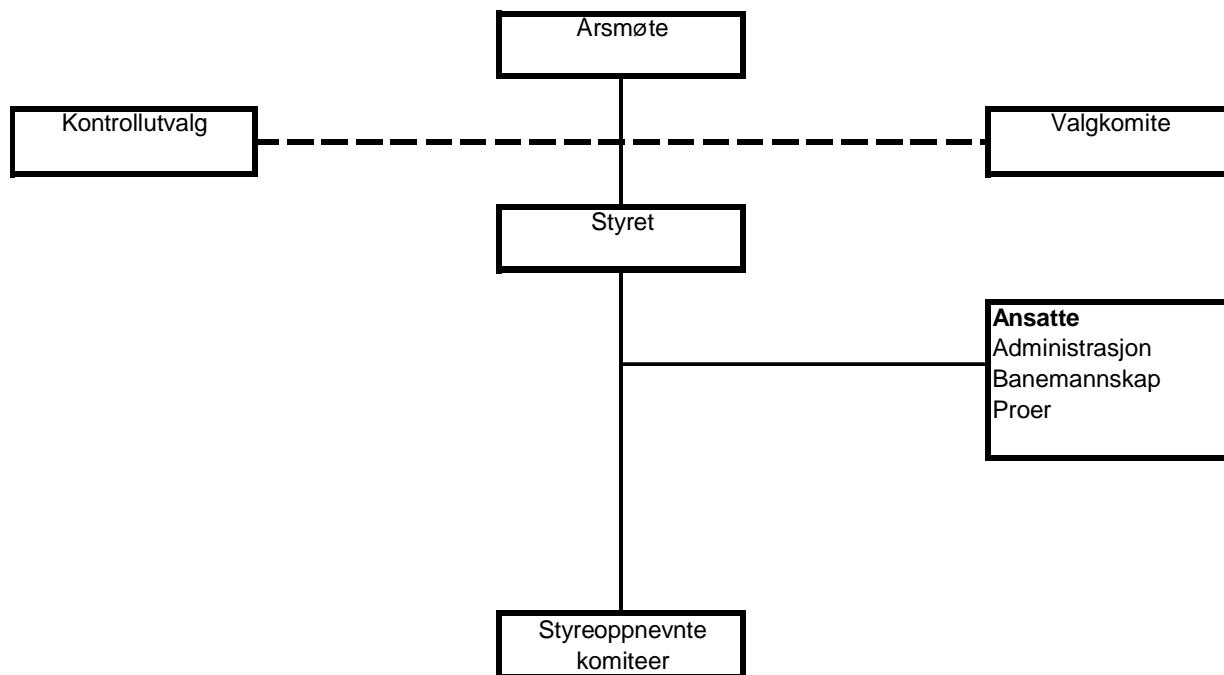 Årsmøte
Kontrollutvalg
Valgkomite
Styret
Ansatte
Administrasjon
Banemannskap
Proer
Styreoppnevnte
komiteer